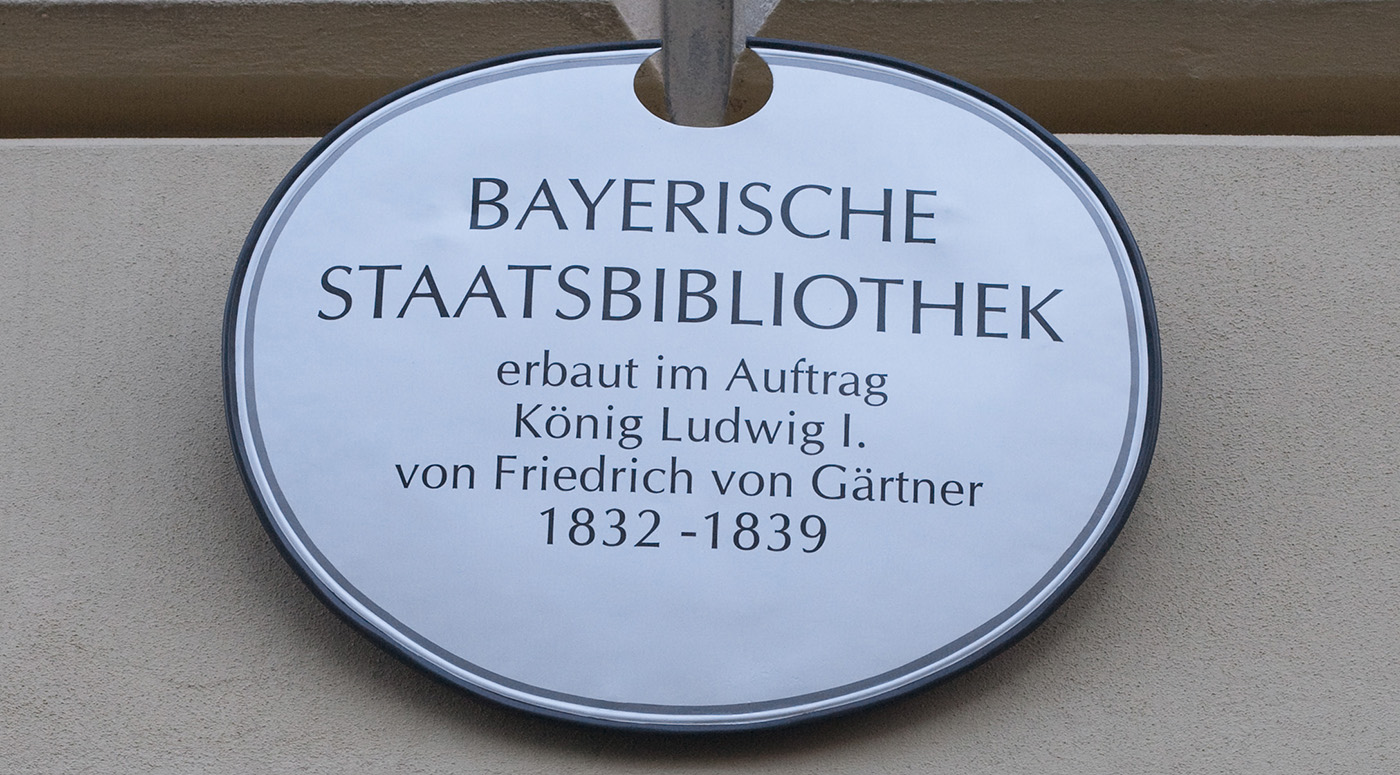 BAYERISCHE
STAATSBIBLIOTHEK
erbaut im Auftrag
König Ludwig I.
von Friedrich von Gärtner
1832 -1839